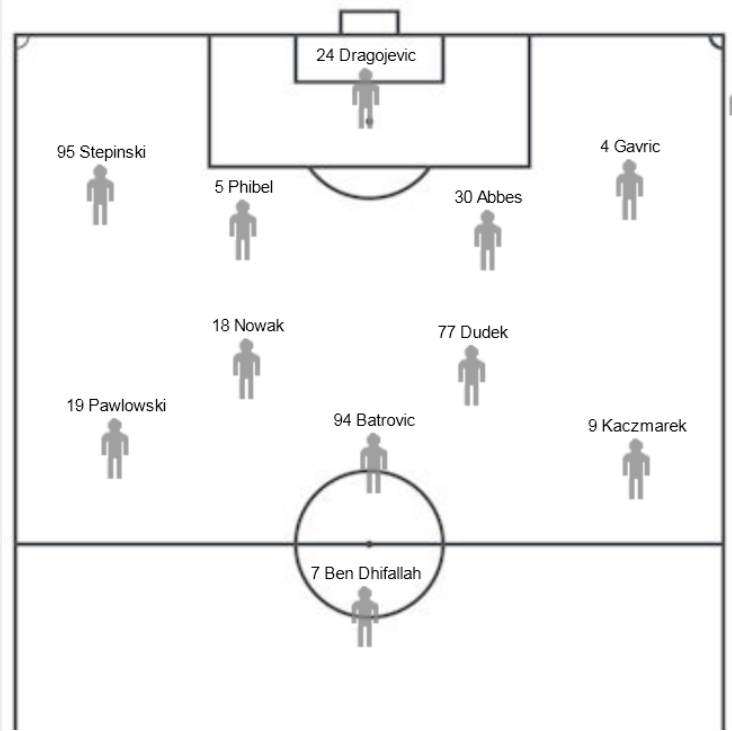 24 Dragojevic
95 Stepinski
4 Gavric
5 Phibel
30 Abbes
18 Nowak
77 Dudek
19 Pawlowski
94 Batrovic
9 Kaczmarek
7 Ben Dhifallah